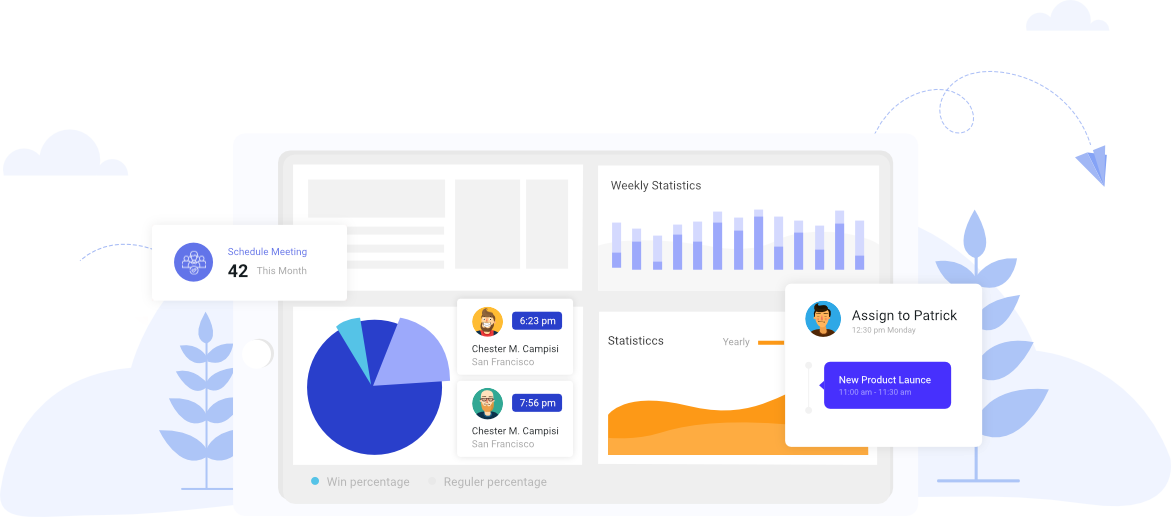 Weekly Statistics
Schedule Meeting
42 This Month
6:23 pm
Chester M. Campisi
San Francisco
7:56 pm
Chester M. Campisi
San Francisco
Statisticcs
Yearly
Assign to Patrick
12:30 pm Monday
New Product Launce
11:00 am - 11:30 am
Win percentage
Reguler percentage